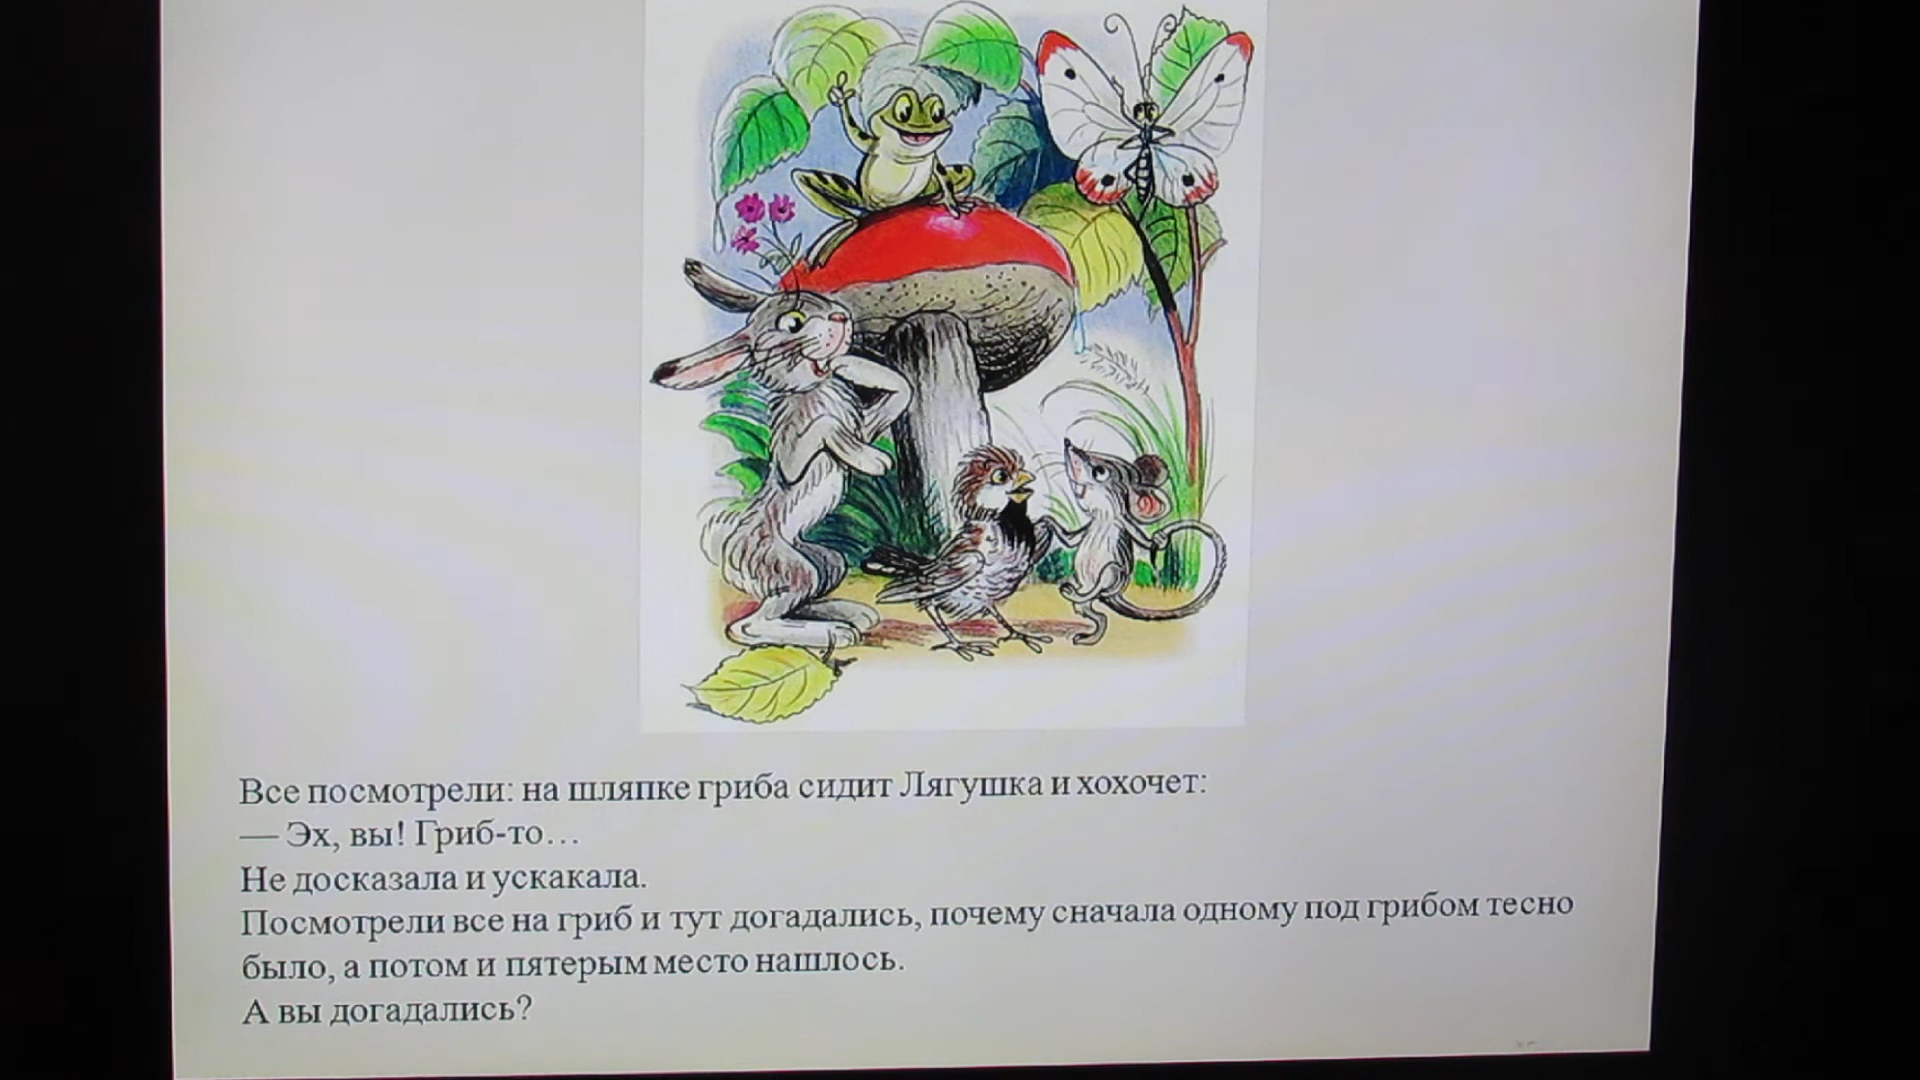 Все посмотрели: на шляпке гриба сидит Лягушка и хохочет:
— Эх, вы! Гриб-то…
Не досказала и ускакала.
Посмотрели все на гриб и тут догадались, почему сначала одному под грибом тесно
было, а потом и пятерым место нашлось.
А вы догадались?